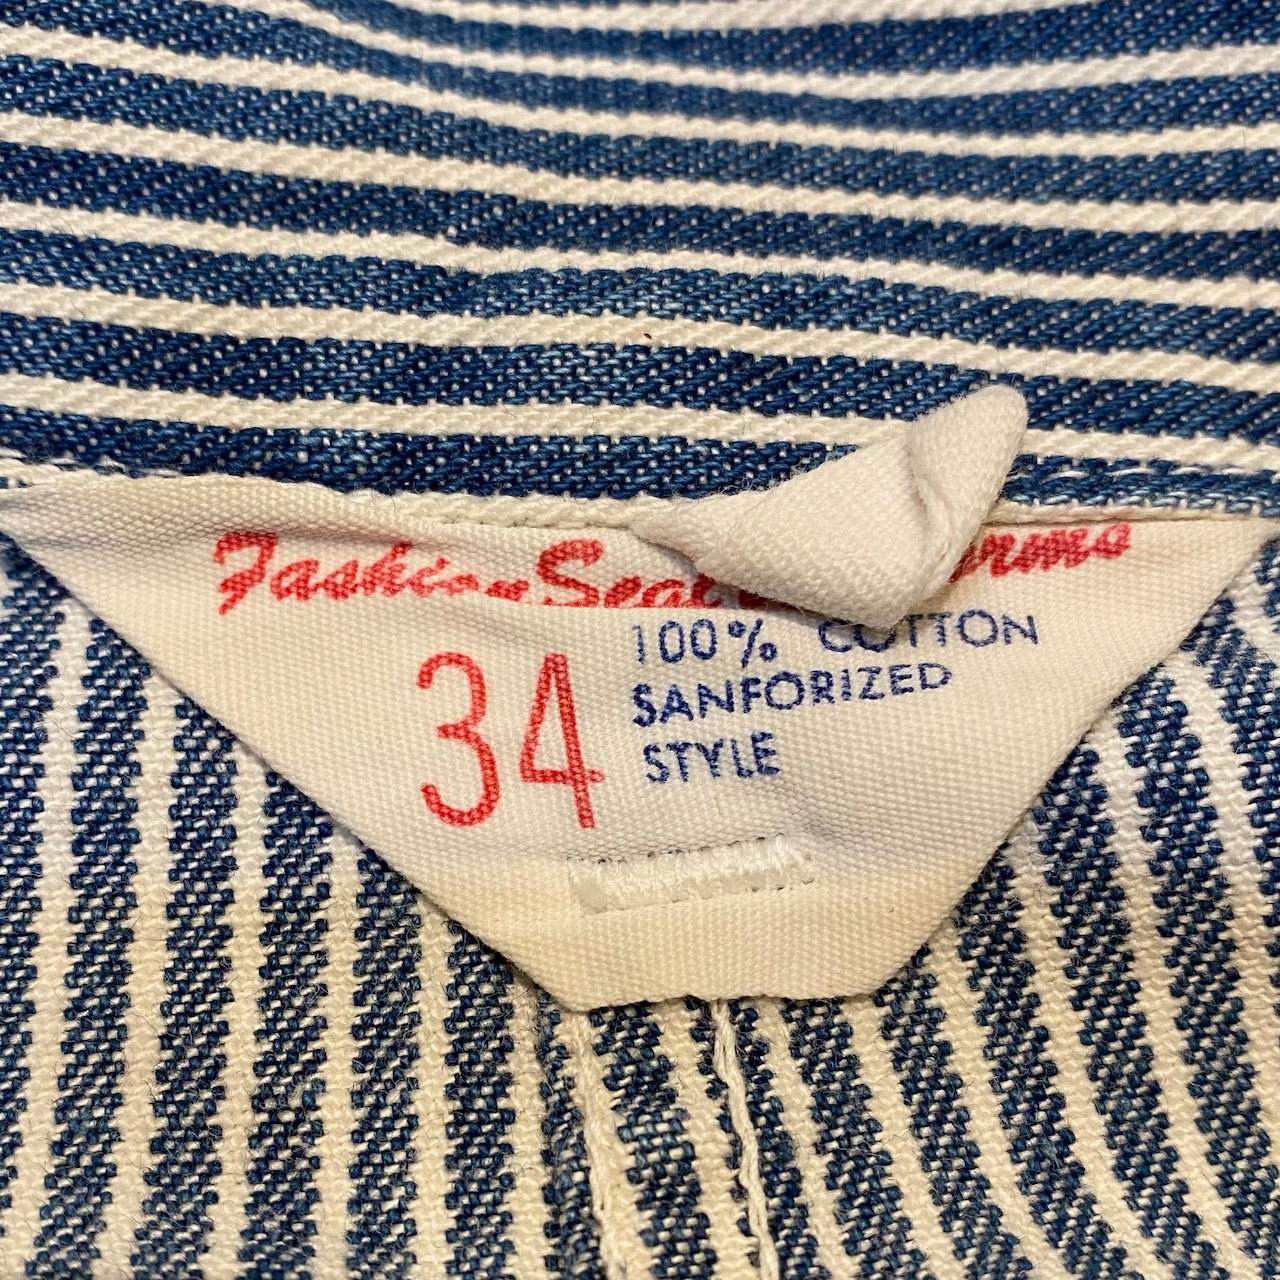 Fashion Seal
34
100% COTTON
SANFORIZED
STYLE